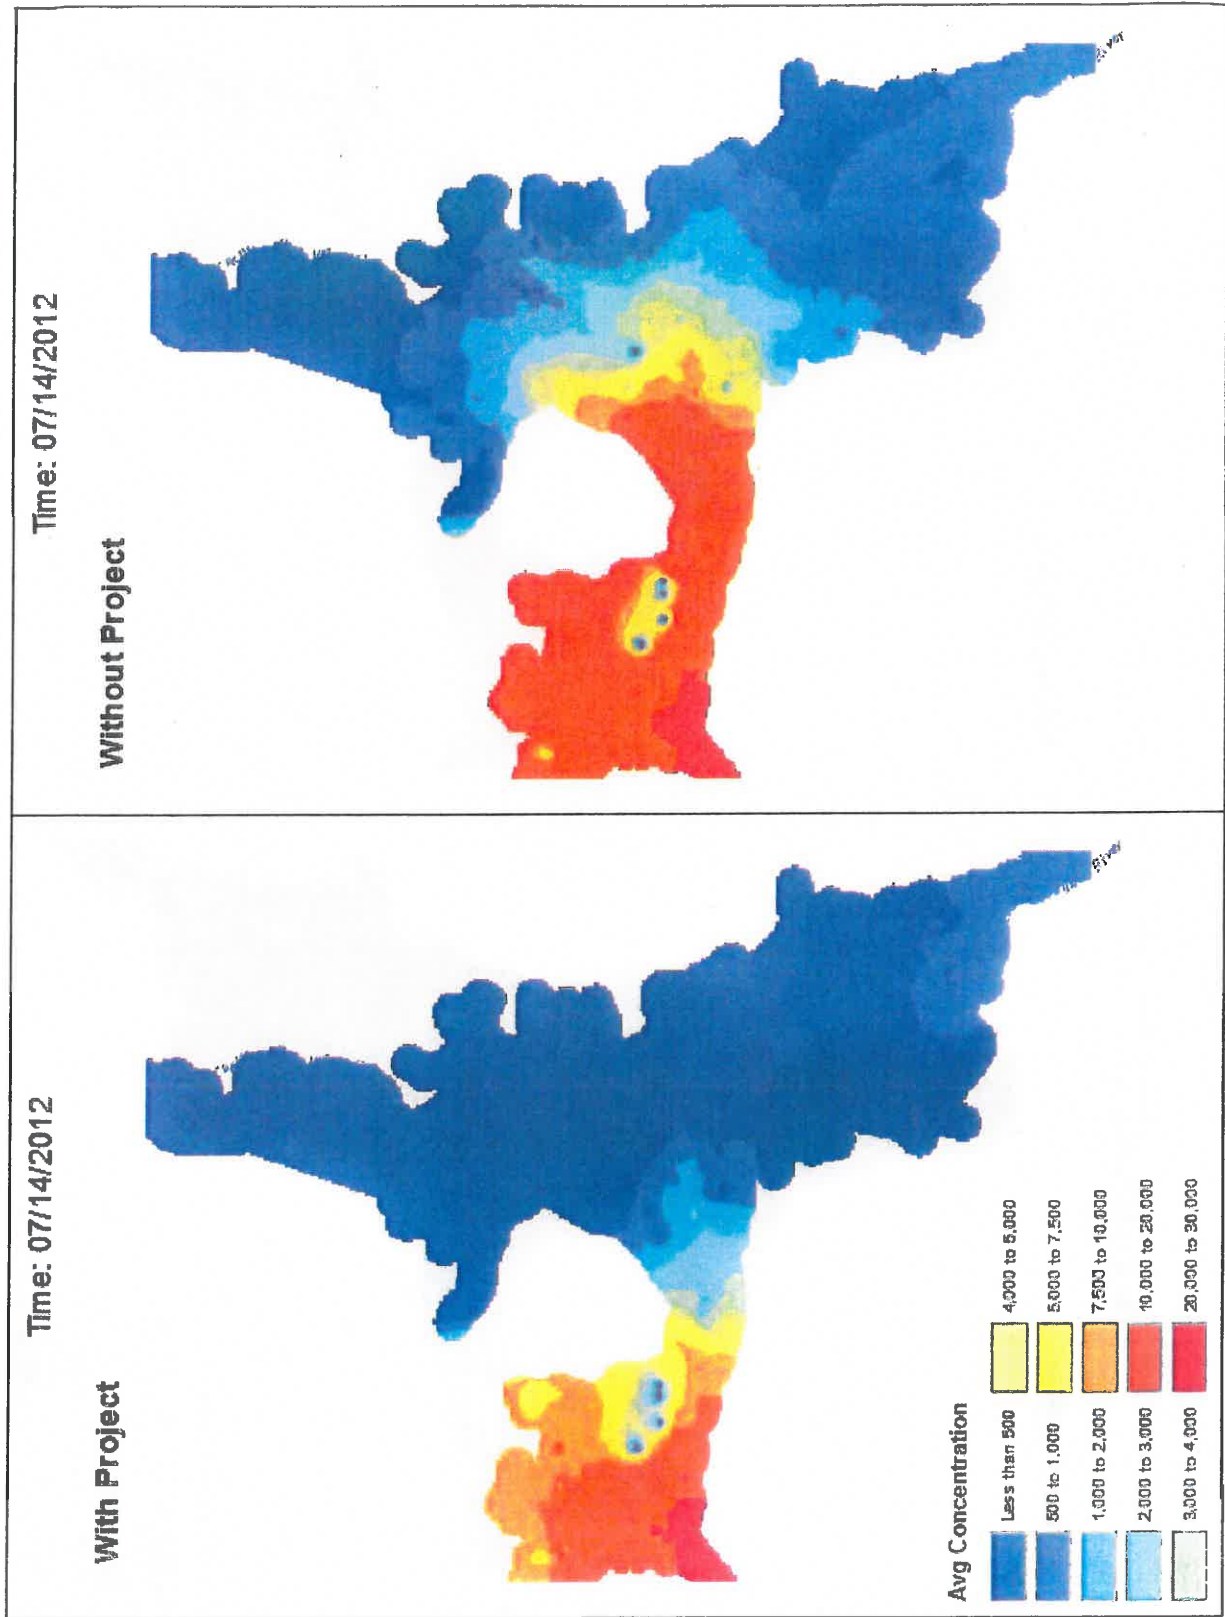 Time: 07/14/2012
With Project
River
Avg Concentration
Less than 500
500 to 1,000
1,000 to 2,000
2,000 to 3,000
3,000 to 4,000
4,000 to 5,000
5,000 to 7,500
7,500 to 10,000
10,000 to 20,000
20,000 to 30,000
Time: 07/14/2012
Without Project
River